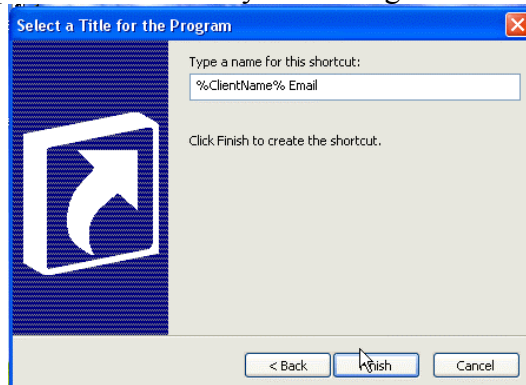 Select a Title for the Program
Type a name for this shortcut:
%ClientName% Email
Click Finish to create the shortcut.
< Back Finish Cancel